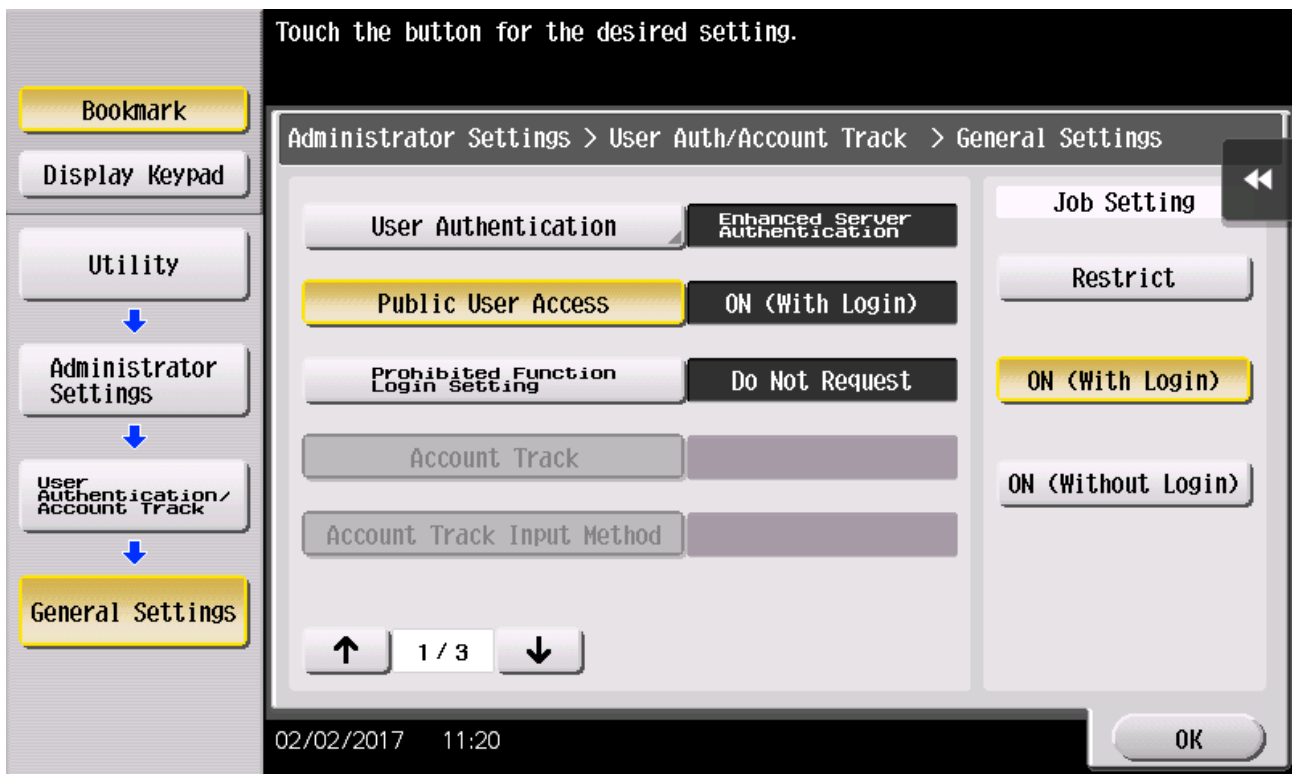 Touch the button for the desired setting.
Bookmark
Display Keypad
Utility
Administrator
Settings
User
Authentication/
Account Track
General Settings
Administrator Settings > User Auth/Account Track > General Settings
User Authentication
Enhanced Server
Authentication
Public User Access
ON (With Login)
Prohibited Function
Login Setting
Do Not Request
Account Track
Account Track Input Method
↑ 1 / 3 ↓
Job Setting
Restrict
ON (With Login)
ON (Without Login)
02/02/2017 11:20
OK